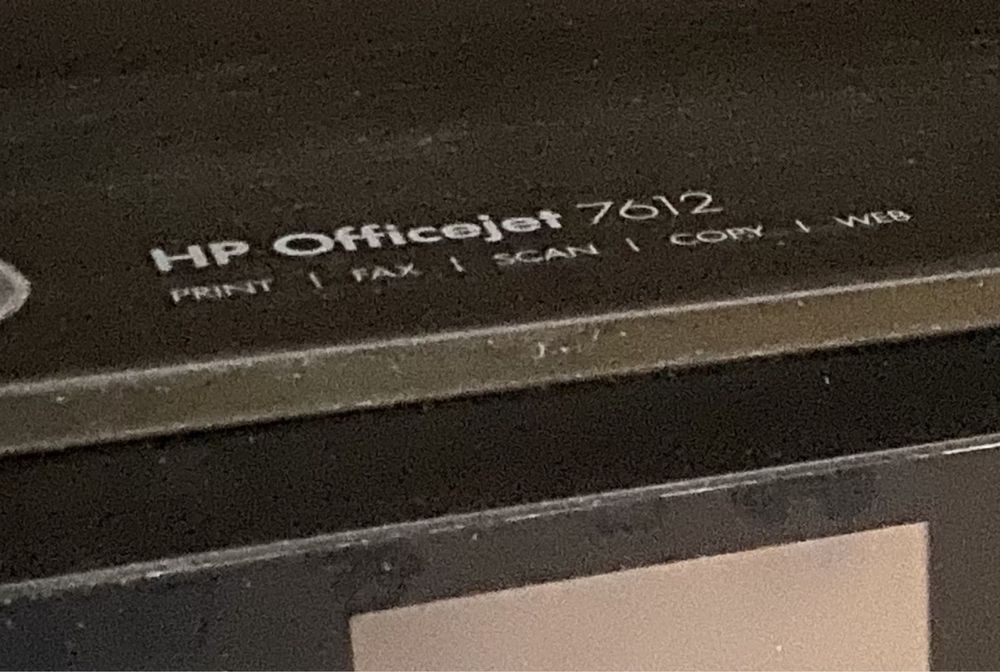 HP Officejet 7612
PRINT | FAX | SCAN | COPY | WEB